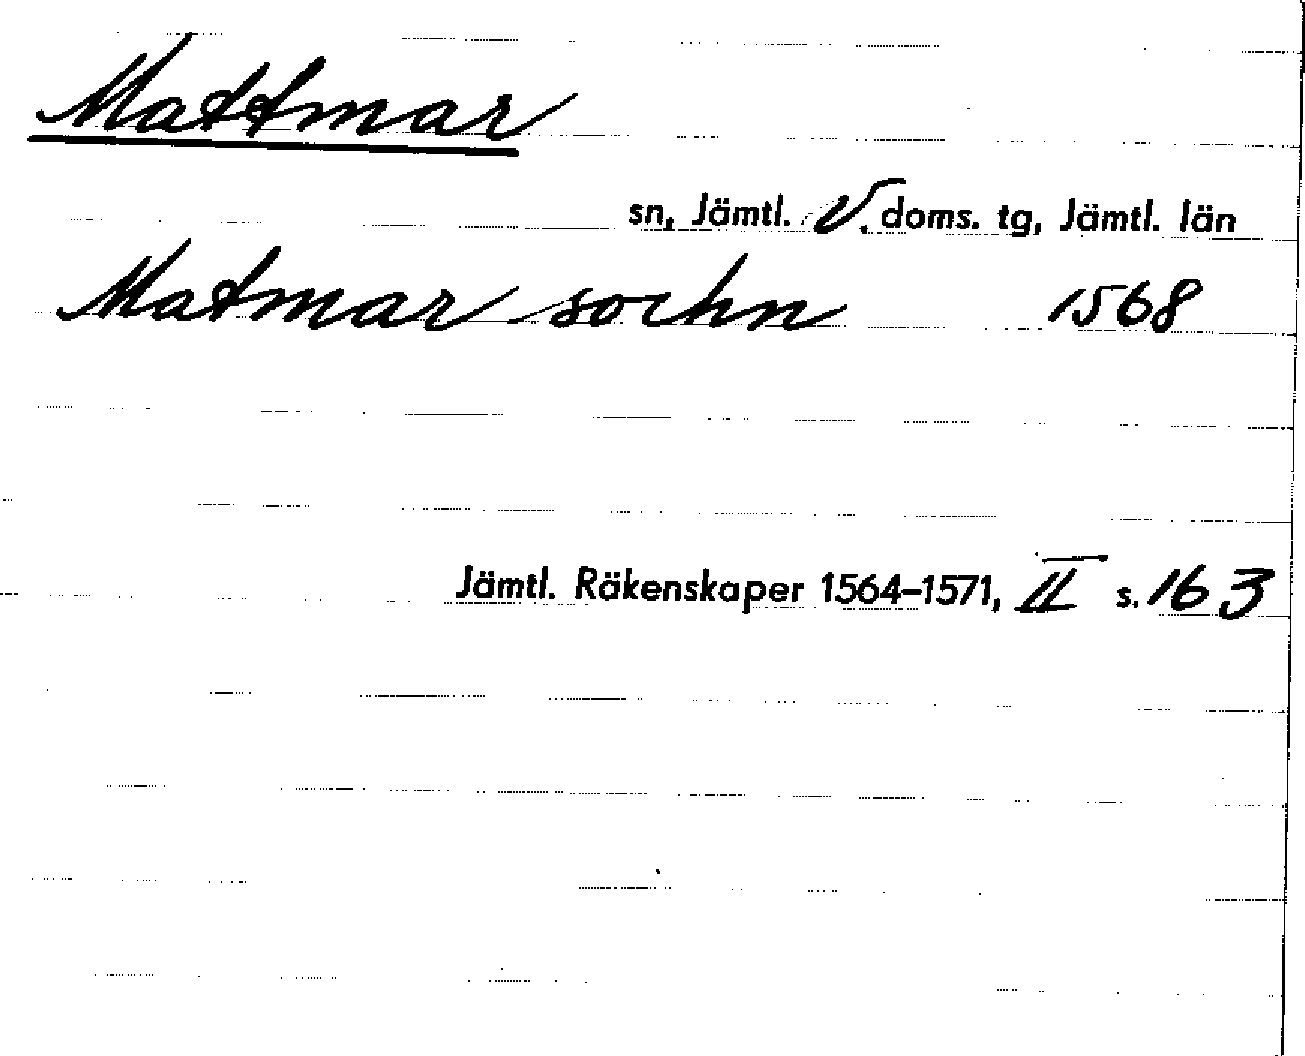 Mattmar
sn, Jämtl. V. doms. tg, Jämtl. län
Matmar sochn 1568
Jämtl. Räkenskaper 1564–1571, II s. 163